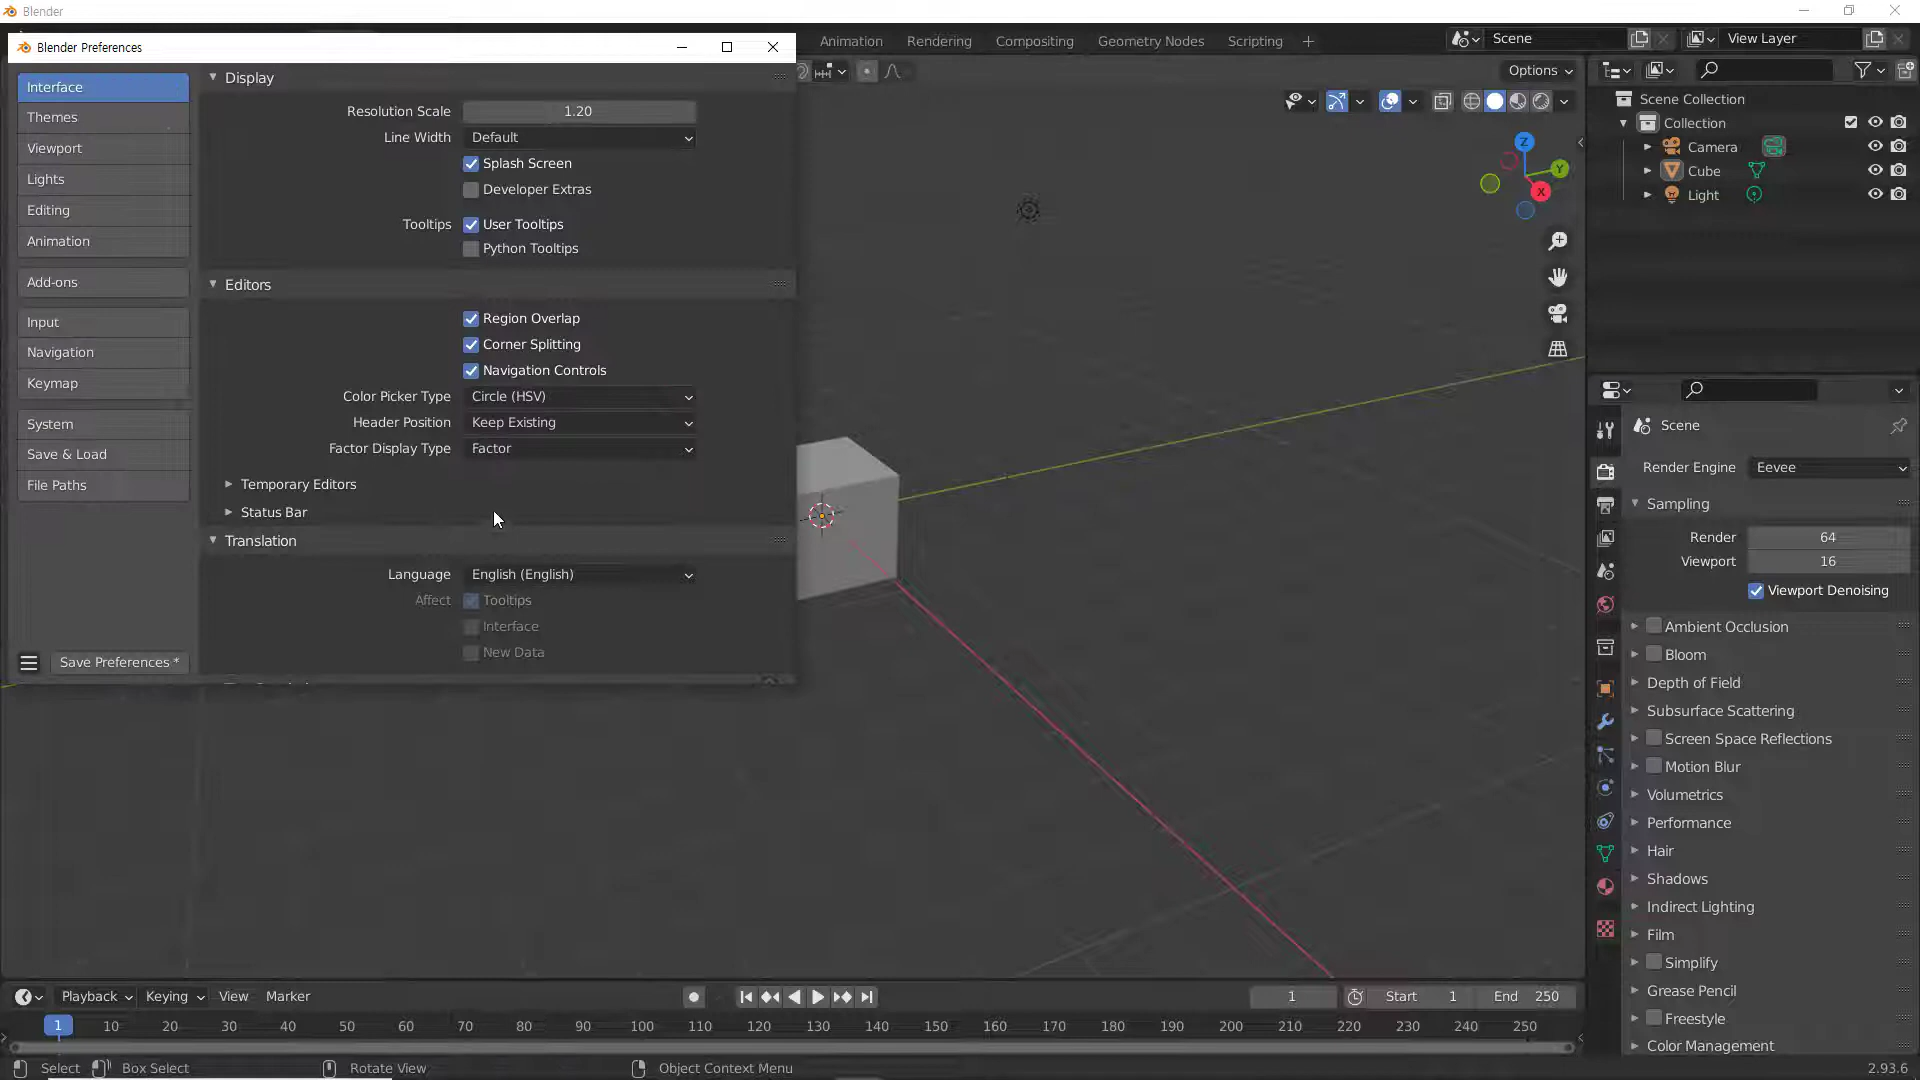 Blender
Blender Preferences
Animation
Rendering
Compositing
Geometry Nodes
Scripting
Scene
View Layer
Options
Interface
Themes
Viewport
Lights
Editing
Animation
Add-ons
Input
Navigation
Keymap
System
Save & Load
File Paths
Save Preferences *
Display
Resolution Scale 1.20
Line Width Default
Splash Screen
Developer Extras
Tooltips User Tooltips
Python Tooltips
Editors
Region Overlap
Corner Splitting
Navigation Controls
Color Picker Type Circle (HSV)
Header Position Keep Existing
Factor Display Type Factor
Temporary Editors
Status Bar
Translation
Language English (English)
Affect Tooltips
Interface
New Data
Z
Y
X
Scene Collection
Collection
Camera
Cube
Light
Scene
Render Engine Eevee
Sampling
Render 64
Viewport 16
Viewport Denoising
Ambient Occlusion
Bloom
Depth of Field
Subsurface Scattering
Screen Space Reflections
Motion Blur
Volumetrics
Performance
Hair
Shadows
Indirect Lighting
Film
Simplify
Grease Pencil
Freestyle
Color Management
Playback Keying View Marker
1 Start 1 End 250
1 10 20 30 40 50 60 70 80 90 100 110 120 130 140 150 160 170 180 190 200 210 220 230 240 250
Select Box Select Rotate View Object Context Menu 2.93.6